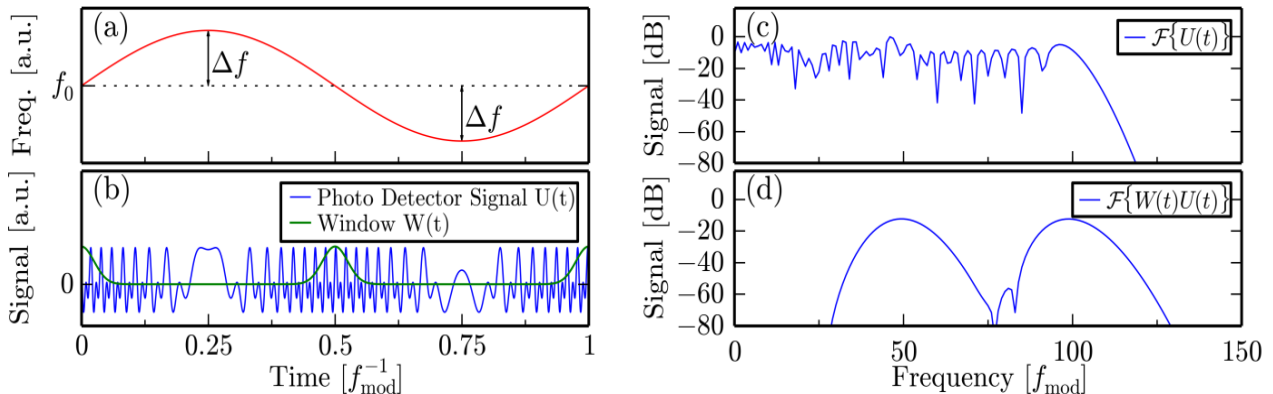 (a)
Freq. [a.u.]
f₀
Δf
Δf
(b)
Signal [a.u.]
0
Photo Detector Signal U(t)
Window W(t)
0 0.25 0.50 0.75 1
Time [f_mod^-1]
(c)
Signal [dB]
0
−20
−40
−60
−80
ℱ{U(t)}
(d)
Signal [dB]
0
−20
−40
−60
−80
ℱ{W(t)U(t)}
0 50 100 150
Frequency [f_mod]